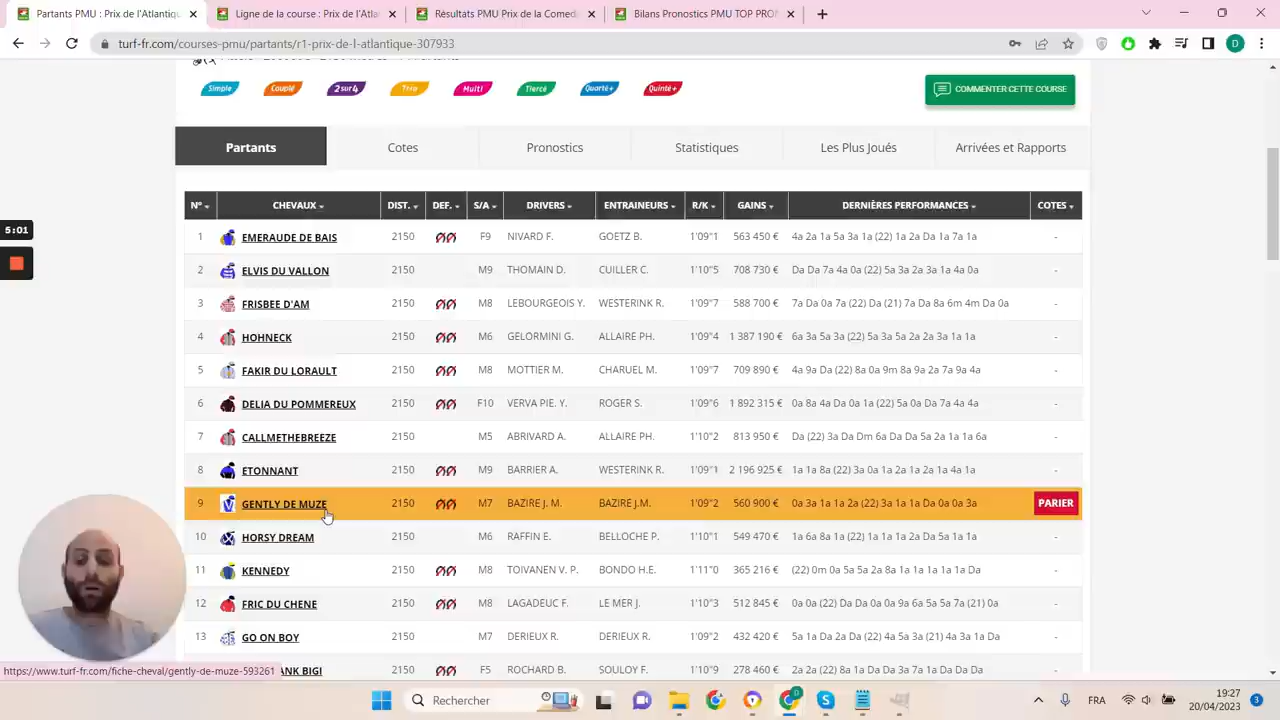 Partants PMU : Prix de l'Atlantiq
Pronostic PMU : Prix de l'At
Résultats PMU Prix de la Comed
Bilans Pronostics PMU TOP PRO
turf-fr.com/courses-pmu/partants/r1-prix-de-l-atlantique-307933
D
Simple Couplé 2sur4 Trio Multi Tiercé Quarté+ Quinté+
COMMENTER CETTE COURSE
Partants Cotes Pronostics Statistiques Les Plus Joués Arrivées et Rapports
N° CHEVAUX DIST. DEF. S/A DRIVERS ENTRAINEURS R/K GAINS DERNIÈRES PERFORMANCES COTES
1 EMERAUDE DE BAIS 2150 F9 NIVARD F. GOETZ B. 1'09"1 563 450 € 4a 2a 1a 5a 3a 1a (22) 1a 2a Da 1a 7a 1a -
5:01
2 ELVIS DU VALLON 2150 M9 THOMAIN D. CUILLER C. 1'10"5 708 730 € Da Da 7a 4a 0a (22) 5a 3a 2a 3a 1a 4a 0a -
3 FRISBEE D'AM 2150 M8 LEBOURGEOIS Y. WESTERINK R. 1'09"7 588 700 € 7a Da 0a 7a (22) Da (21) 7a Da 8a 6m 4m Da 0a -
4 HOHNECK 2150 M6 GELORMINI G. ALLAIRE PH. 1'09"4 1 387 190 € 6a 3a 5a 3a (22) 5a 3a 5a 2a 2a 3a 1a 1a -
5 FAKIR DU LORAULT 2150 M8 MOTTIER M. CHARUEL M. 1'09"7 709 890 € 4a 9a Da (22) 8a 0a 9m 8a 9a 2a 7a 9a 4a -
6 DELIA DU POMMEREUX 2150 F10 VERVA PIE. Y. ROGER S. 1'09"6 1 892 315 € 0a 8a 4a Da 0a 1a (22) 5a 0a Da 7a 4a 4a -
7 CALLMETHEBREEZE 2150 M5 ABRIVARD A. ALLAIRE PH. 1'10"2 813 950 € Da (22) 3a Da Dm 6a Da Da 5a 2a 1a 1a 6a -
8 ETONNANT 2150 M9 BARRIER A. WESTERINK R. 1'09"1 2 196 925 € 1a 1a 8a (22) 3a 0a 1a 2a 1a 1a 1a 4a 1a -
9 GENTLY DE MUZE 2150 M7 BAZIRE J. M. BAZIRE J.M. 1'09"2 560 900 € 0a 3a 1a 1a 2a (22) 3a 1a 1a Da 0a 0a 3a PARIER
10 HORSY DREAM 2150 M6 RAFFIN E. BELLOCHE P. 1'10"1 549 470 € 1a 6a 8a 1a (22) 1a 1a 2a Da 5a 1a 1a -
11 KENNEDY 2150 M8 TOIVANEN V. P. BONDO H.E. 1'11"0 365 216 € (22) 0m 0a 5a 5a 2a 8a 1a 1a 1a 1a 1a Da -
12 FRIC DU CHENE 2150 M8 LAGADEUC F. LE MER J. 1'10"3 512 845 € 0a 0a (22) Da Da 0a 0a 9a 6a 5a 5a 7a (21) 0a -
13 GO ON BOY 2150 M7 DERIEUX R. DERIEUX R. 1'09"2 432 420 € 5a 1a Da 2a Da (22) 4a 5a 3a (21) 4a 3a 1a Da -
ANK BIGI 2150 F5 ROCHARD B. SOULOY F. 1'10"9 278 460 € 2a 2a (22) 8a 1a Da Da 3a 7a 1a Da Da Da -
https://www.turf-fr.com/fiche-cheval/gently-de-muze-593261
Rechercher
FRA
19:27
20/04/2023
3